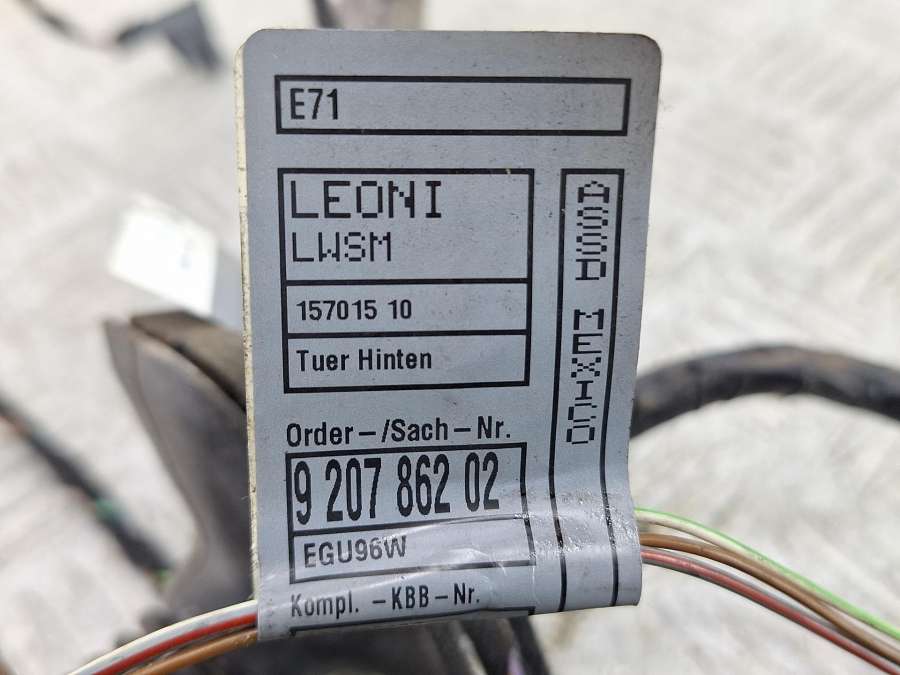 E71
LEONI
LWSM
157015 10
Tuer Hinten
Order-/Sach-Nr.
9 207 862 02
EGU96W
Kompl. -KBB-Nr.
ASSD MEXICO